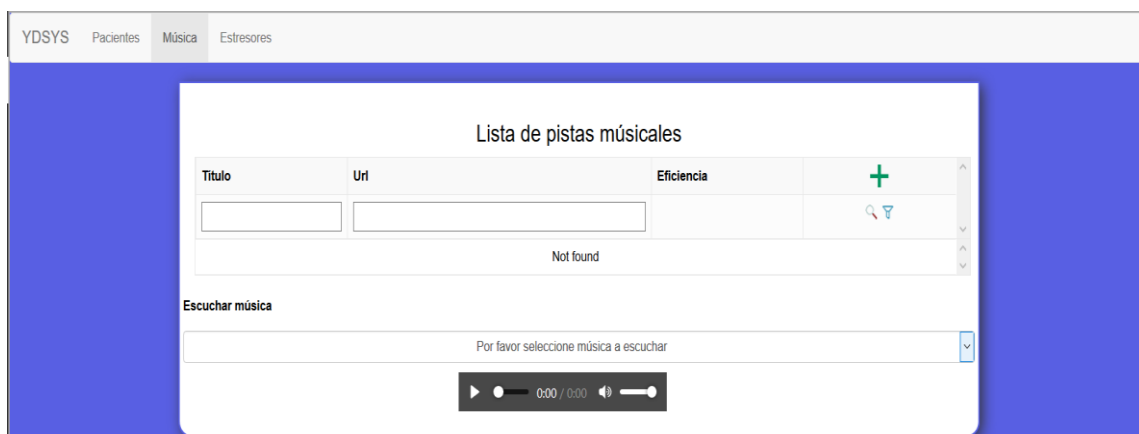 YDSYS Pacientes Música Estresores
Lista de pistas músicales
Título Url Eficiencia
Not found
Escuchar música
Por favor seleccione música a escuchar
0:00 / 0:00